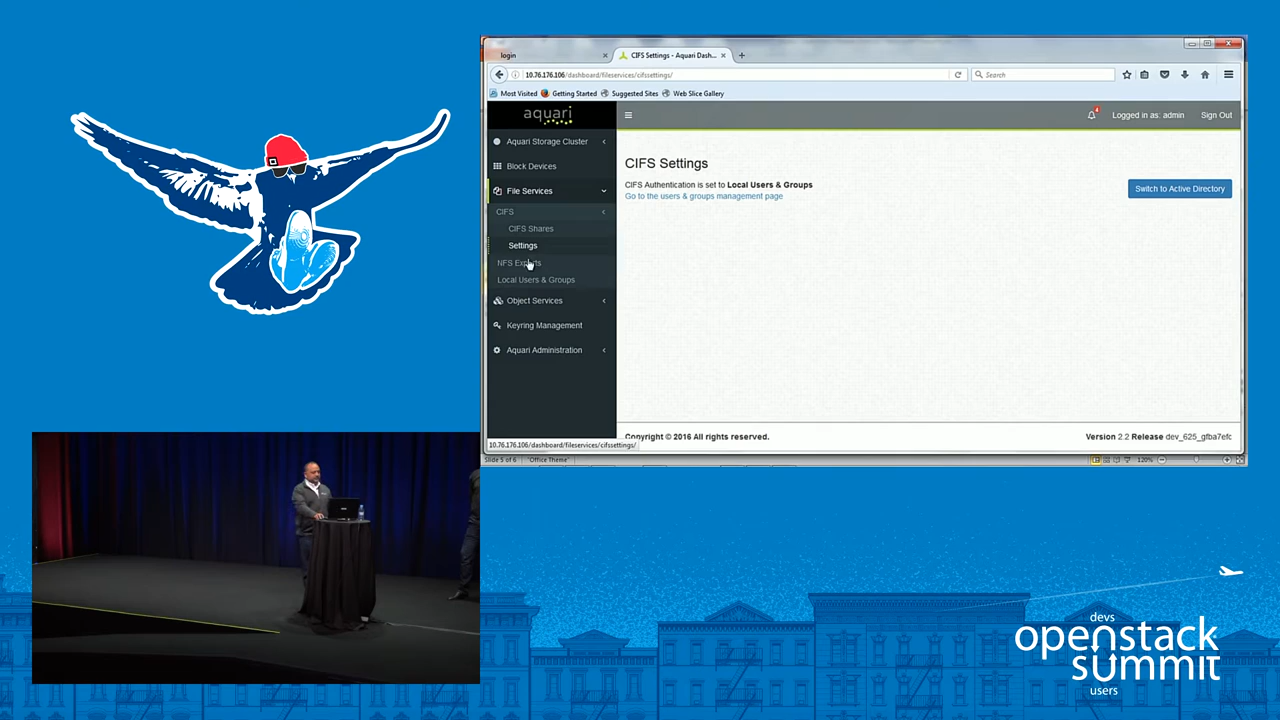 login
CIFS Settings - Aquari Dash...
10.76.176.106/dashboard/fileservices/cifssettings/
Search
Most Visited
Getting Started
Suggested Sites
Web Slice Gallery
aquari
4
Logged in as: admin
Sign Out
Aquari Storage Cluster
Block Devices
File Services
CIFS
CIFS Shares
Settings
NFS Exports
Local Users & Groups
Object Services
Keyring Management
Aquari Administration
CIFS Settings
CIFS Authentication is set to Local Users & Groups
Go to the users & groups management page
Switch to Active Directory
10.76.176.106/dashboard/fileservices/cifssettings/
Copyright © 2016 All rights reserved.
Version 2.2 Release dev_625_gfba7efc
Slide 5 of 6
"Office Theme"
120%
devs
openstack
summit
users